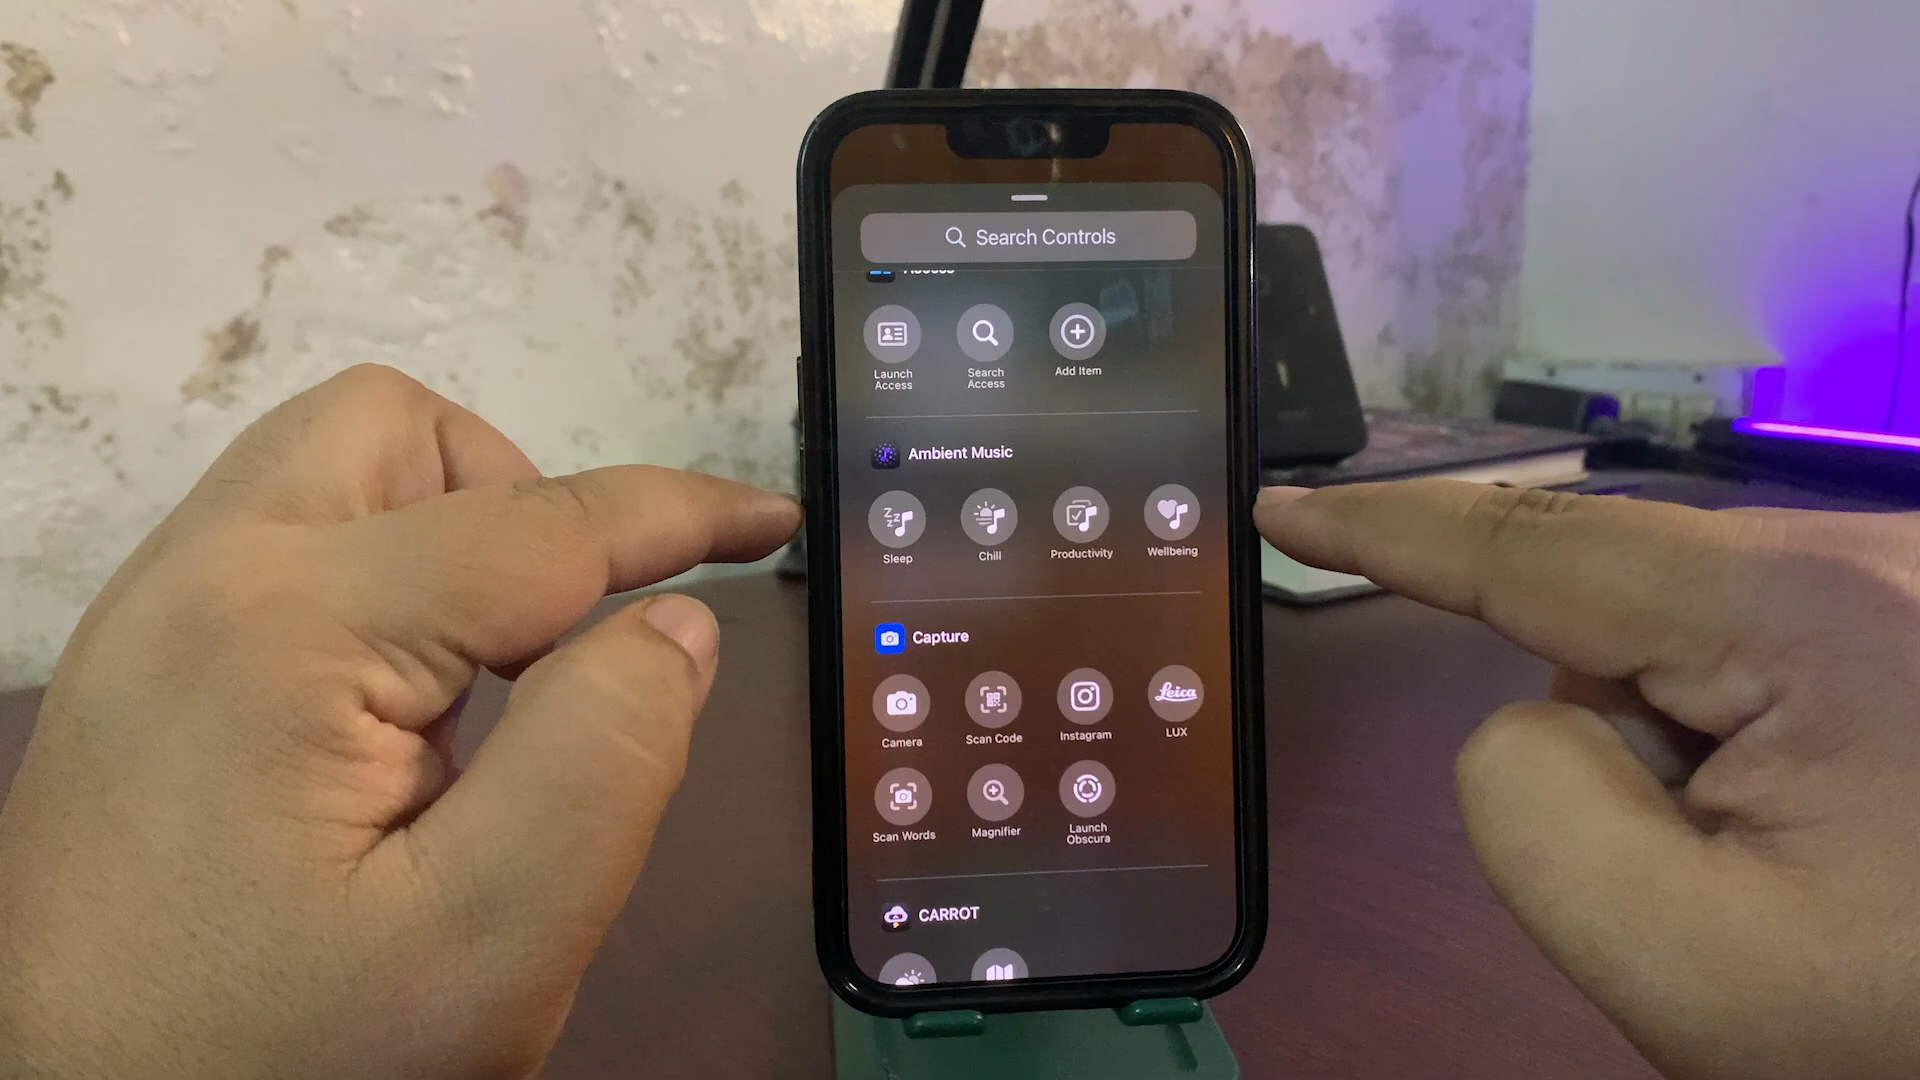 Search Controls
Access
Launch
Access
Search
Access
Add Item
Ambient Music
Sleep
Chill
Productivity
Wellbeing
Capture
Camera
Scan Code
Instagram
Leica
LUX
Scan Words
Magnifier
Launch
Obscura
CARROT